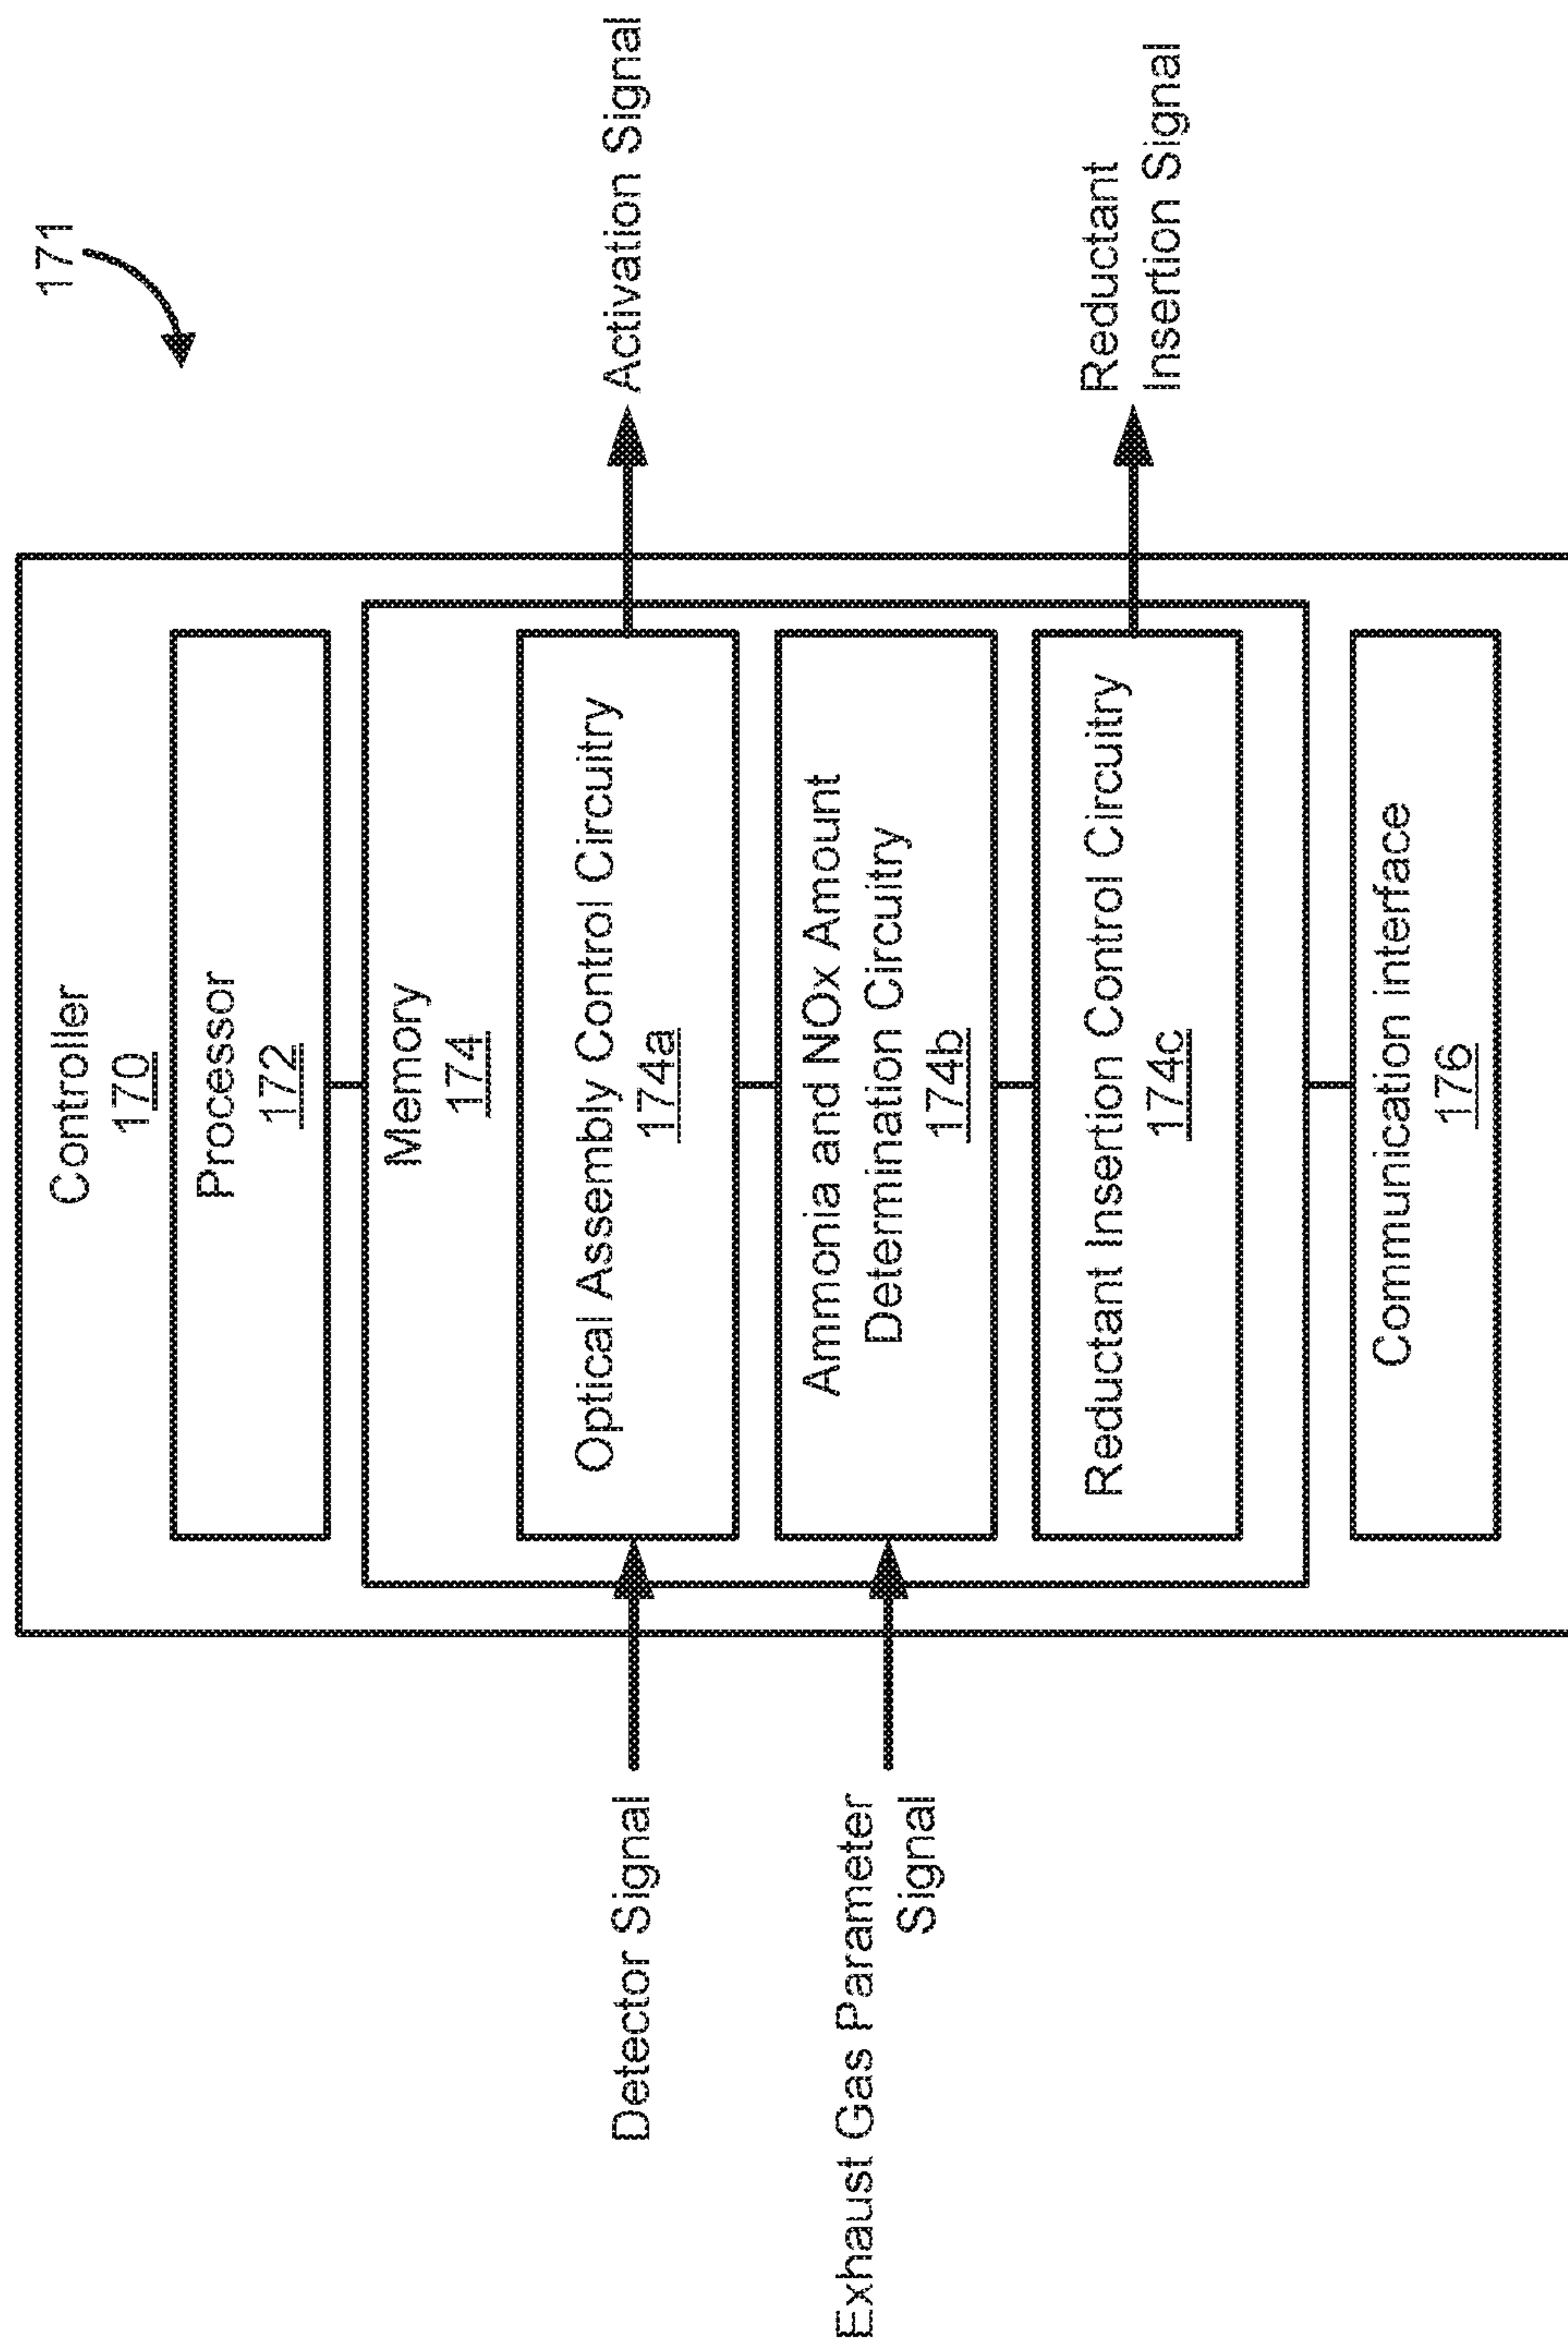 171
Controller
170
Processor
172
Memory
174
Optical Assembly Control Circuitry
174a
Ammonia and NOx Amount
Determination Circuitry
174b
Reductant Insertion Control Circuitry
174c
Communication interface
176
Detector Signal
Exhaust Gas Parameter
Signal
Activation Signal
Reductant
Insertion Signal